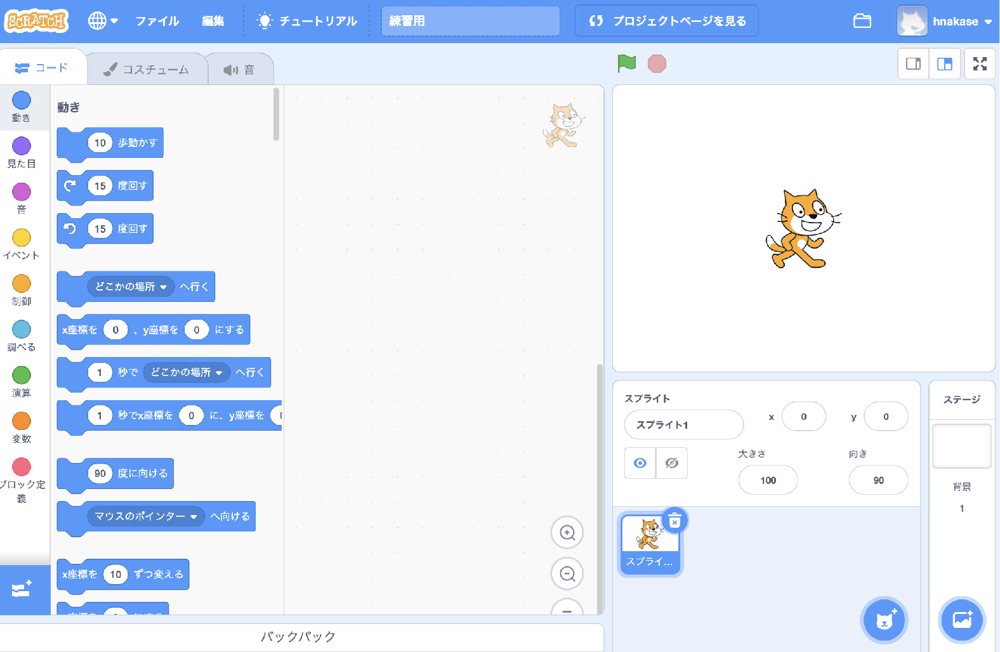 SCRATCH
ファイル
編集
チュートリアル
練習用
プロジェクトページを見る
hnakase
コード
コスチューム
音
動き
見た目
音
イベント
制御
調べる
演算
変数
ブロック定
義
動き
10 歩動かす
15 度回す
15 度回す
どこかの場所 へ行く
x座標を 0 、y座標を 0 にする
1 秒で どこかの場所 へ行く
1 秒でx座標を 0 に、y座標を
90 度に向ける
マウスのポインター へ向ける
x座標を 10 ずつ変える
バックパック
スプライト
スプライト1
x 0 y 0
大きさ 向き
100 90
スプライ...
ステージ
背景
1